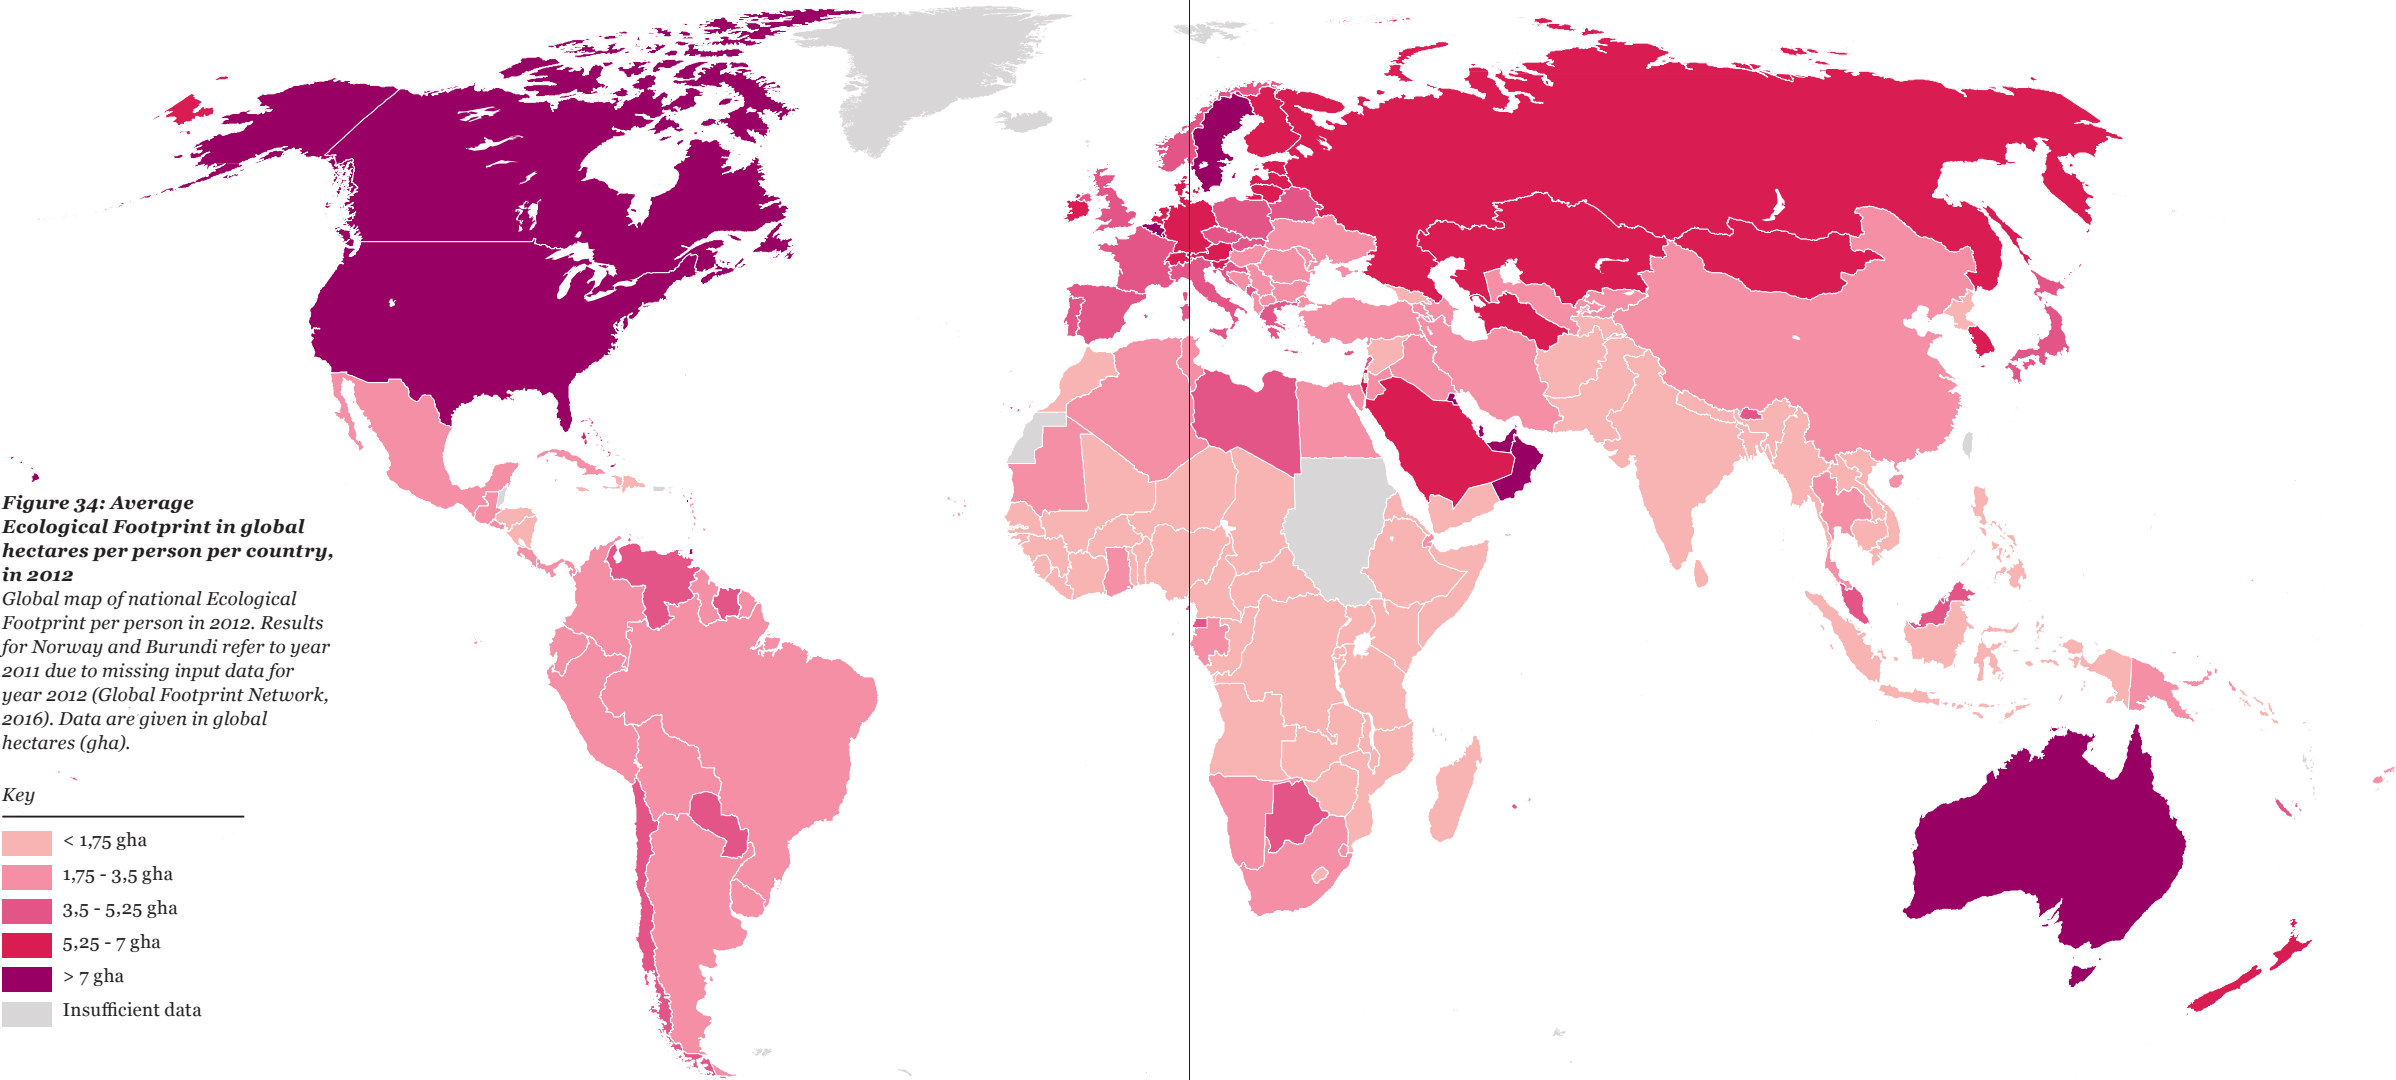 Figure 34: Average
Ecological Footprint in global
hectares per person per country,
in 2012
Global map of national Ecological
Footprint per person in 2012. Results
for Norway and Burundi refer to year
2011 due to missing input data for
year 2012 (Global Footprint Network,
2016). Data are given in global
hectares (gha).
Key
< 1,75 gha
1,75 - 3,5 gha
3,5 - 5,25 gha
5,25 - 7 gha
> 7 gha
Insufficient data